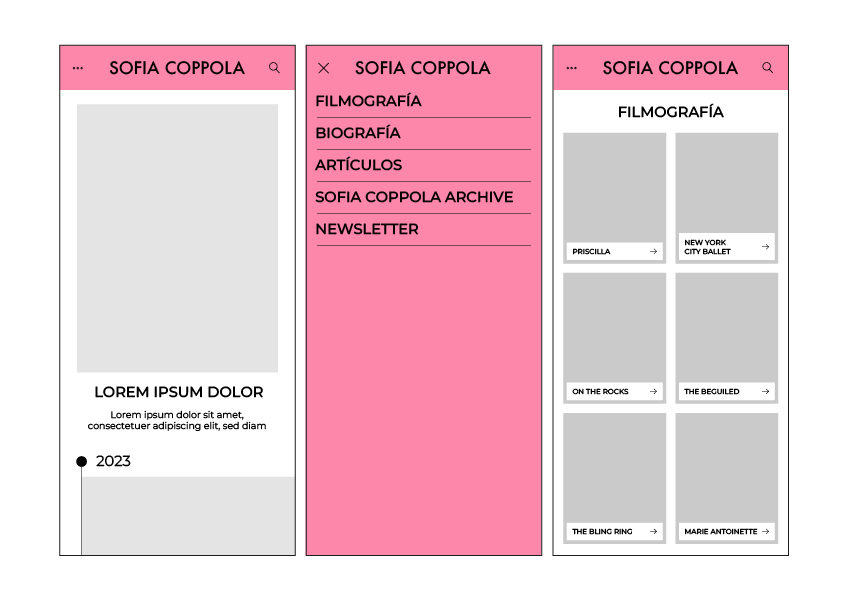 SOFIA COPPOLA
LOREM IPSUM DOLOR
Lorem ipsum dolor sit amet,
consectetuer adipiscing elit, sed diam
2023
SOFIA COPPOLA
FILMOGRAFÍA
BIOGRAFÍA
ARTÍCULOS
SOFIA COPPOLA ARCHIVE
NEWSLETTER
SOFIA COPPOLA
FILMOGRAFÍA
PRISCILLA
NEW YORK
CITY BALLET
ON THE ROCKS
THE BEGUILED
THE BLING RING
MARIE ANTOINETTE